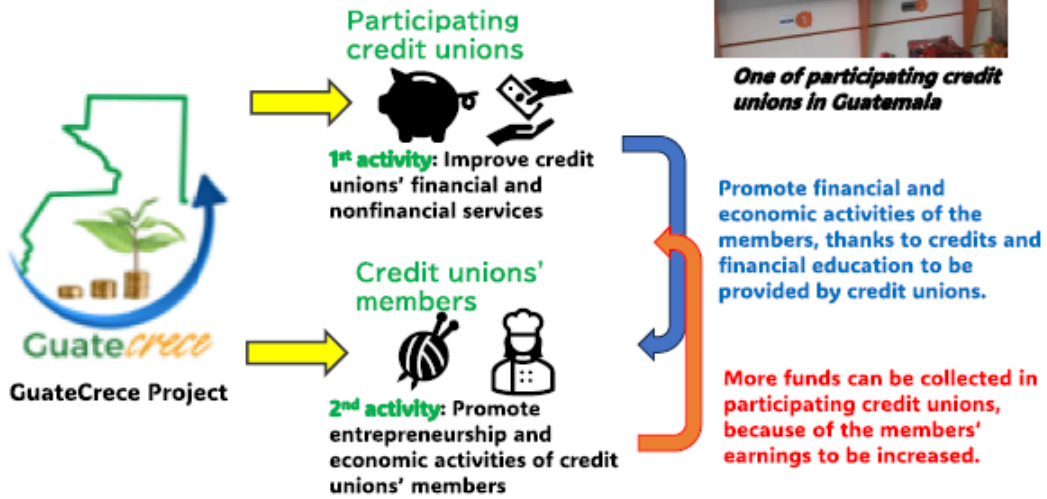 Participating
credit unions
1st activity: Improve credit
unions' financial and
nonfinancial services
One of participating credit
unions in Guatemala
Promote financial and
economic activities of the
members, thanks to credits and
financial education to be
provided by credit unions.
Guatecrece
GuateCrece Project
Credit unions'
members
2nd activity: Promote
entrepreneurship and
economic activities of credit
unions' members
More funds can be collected in
participating credit unions,
because of the members'
earnings to be increased.